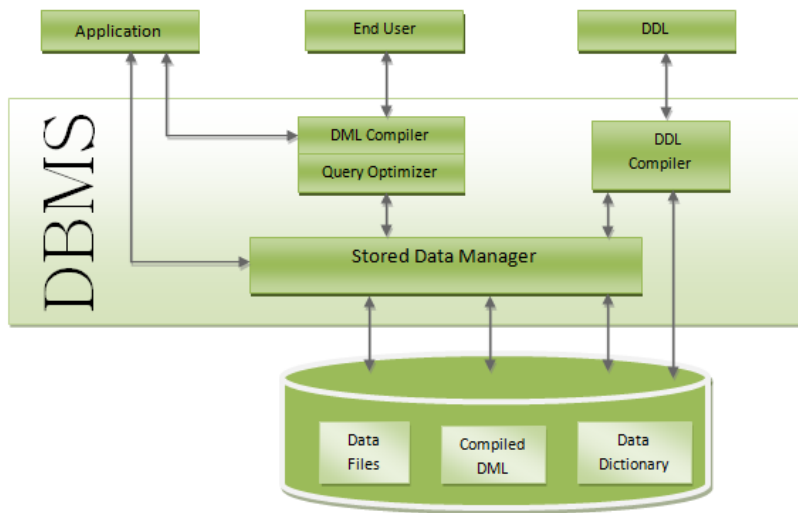 Application
End User
DDL
DBMS
DML Compiler
Query Optimizer
DDL
Compiler
Stored Data Manager
Data
Files
Compiled
DML
Data
Dictionary